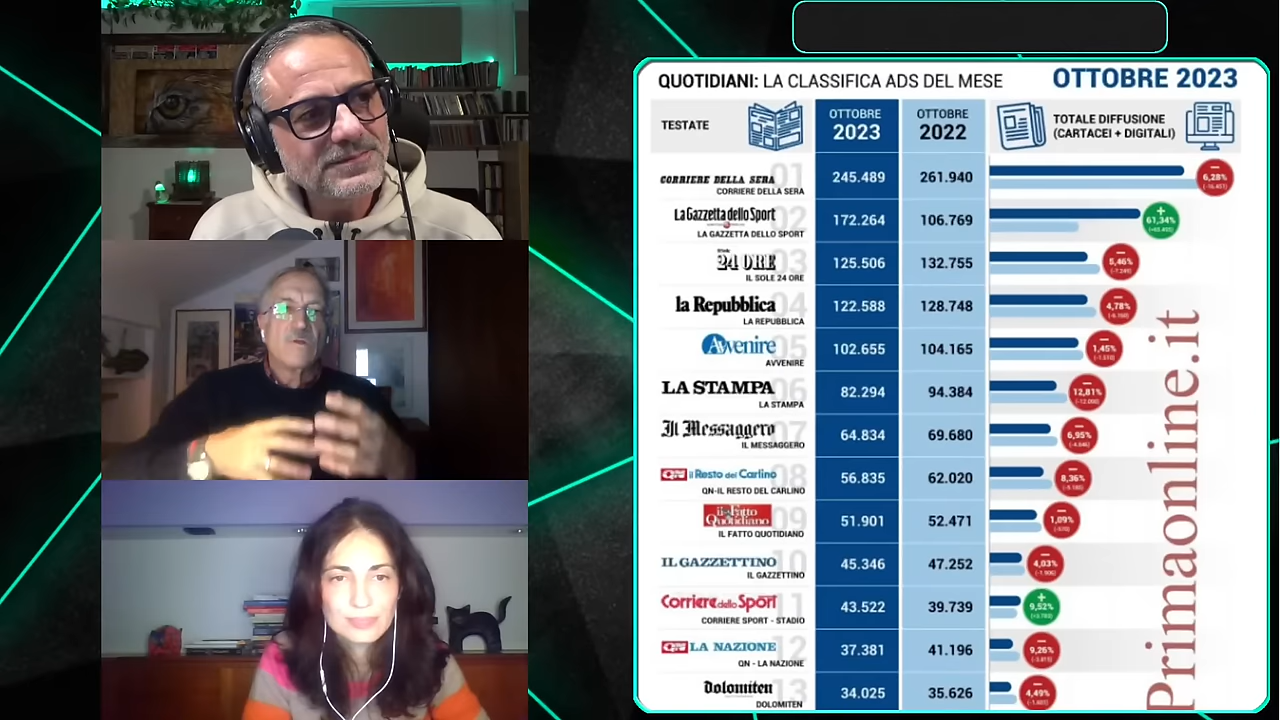 QUOTIDIANI: LA CLASSIFICA ADS DEL MESE OTTOBRE 2023
TESTATE
OTTOBRE 2023
OTTOBRE 2022
TOTALE DIFFUSIONE
(CARTACEI + DIGITALI)
01
CORRIERE DELLA SERA
CORRIERE DELLA SERA
245.489 261.940 6,28%
02
La Gazzetta dello Sport
LA GAZZETTA DELLO SPORT
172.264 106.769 61,34%
03
24 ORE
IL SOLE 24 ORE
125.506 132.755 5,46%
04
la Repubblica
LA REPUBBLICA
122.588 128.748 4,78%
05
Avvenire
AVVENIRE
102.655 104.165 1,45%
06
LA STAMPA
LA STAMPA
82.294 94.384 12,81%
07
Il Messaggero
IL MESSAGGERO
64.834 69.680 6,95%
08
QN il Resto del Carlino
QN-IL RESTO DEL CARLINO
56.835 62.020 8,36%
09
il Fatto Quotidiano
IL FATTO QUOTIDIANO
51.901 52.471 1,09%
10
IL GAZZETTINO
IL GAZZETTINO
45.346 47.252 4,03%
11
Corriere dello Sport
CORRIERE SPORT - STADIO
43.522 39.739 9,52%
12
QN LA NAZIONE
QN - LA NAZIONE
37.381 41.196 9,26%
13
Dolomiten
DOLOMITEN
34.025 35.626 4,49%
Primaonline.it